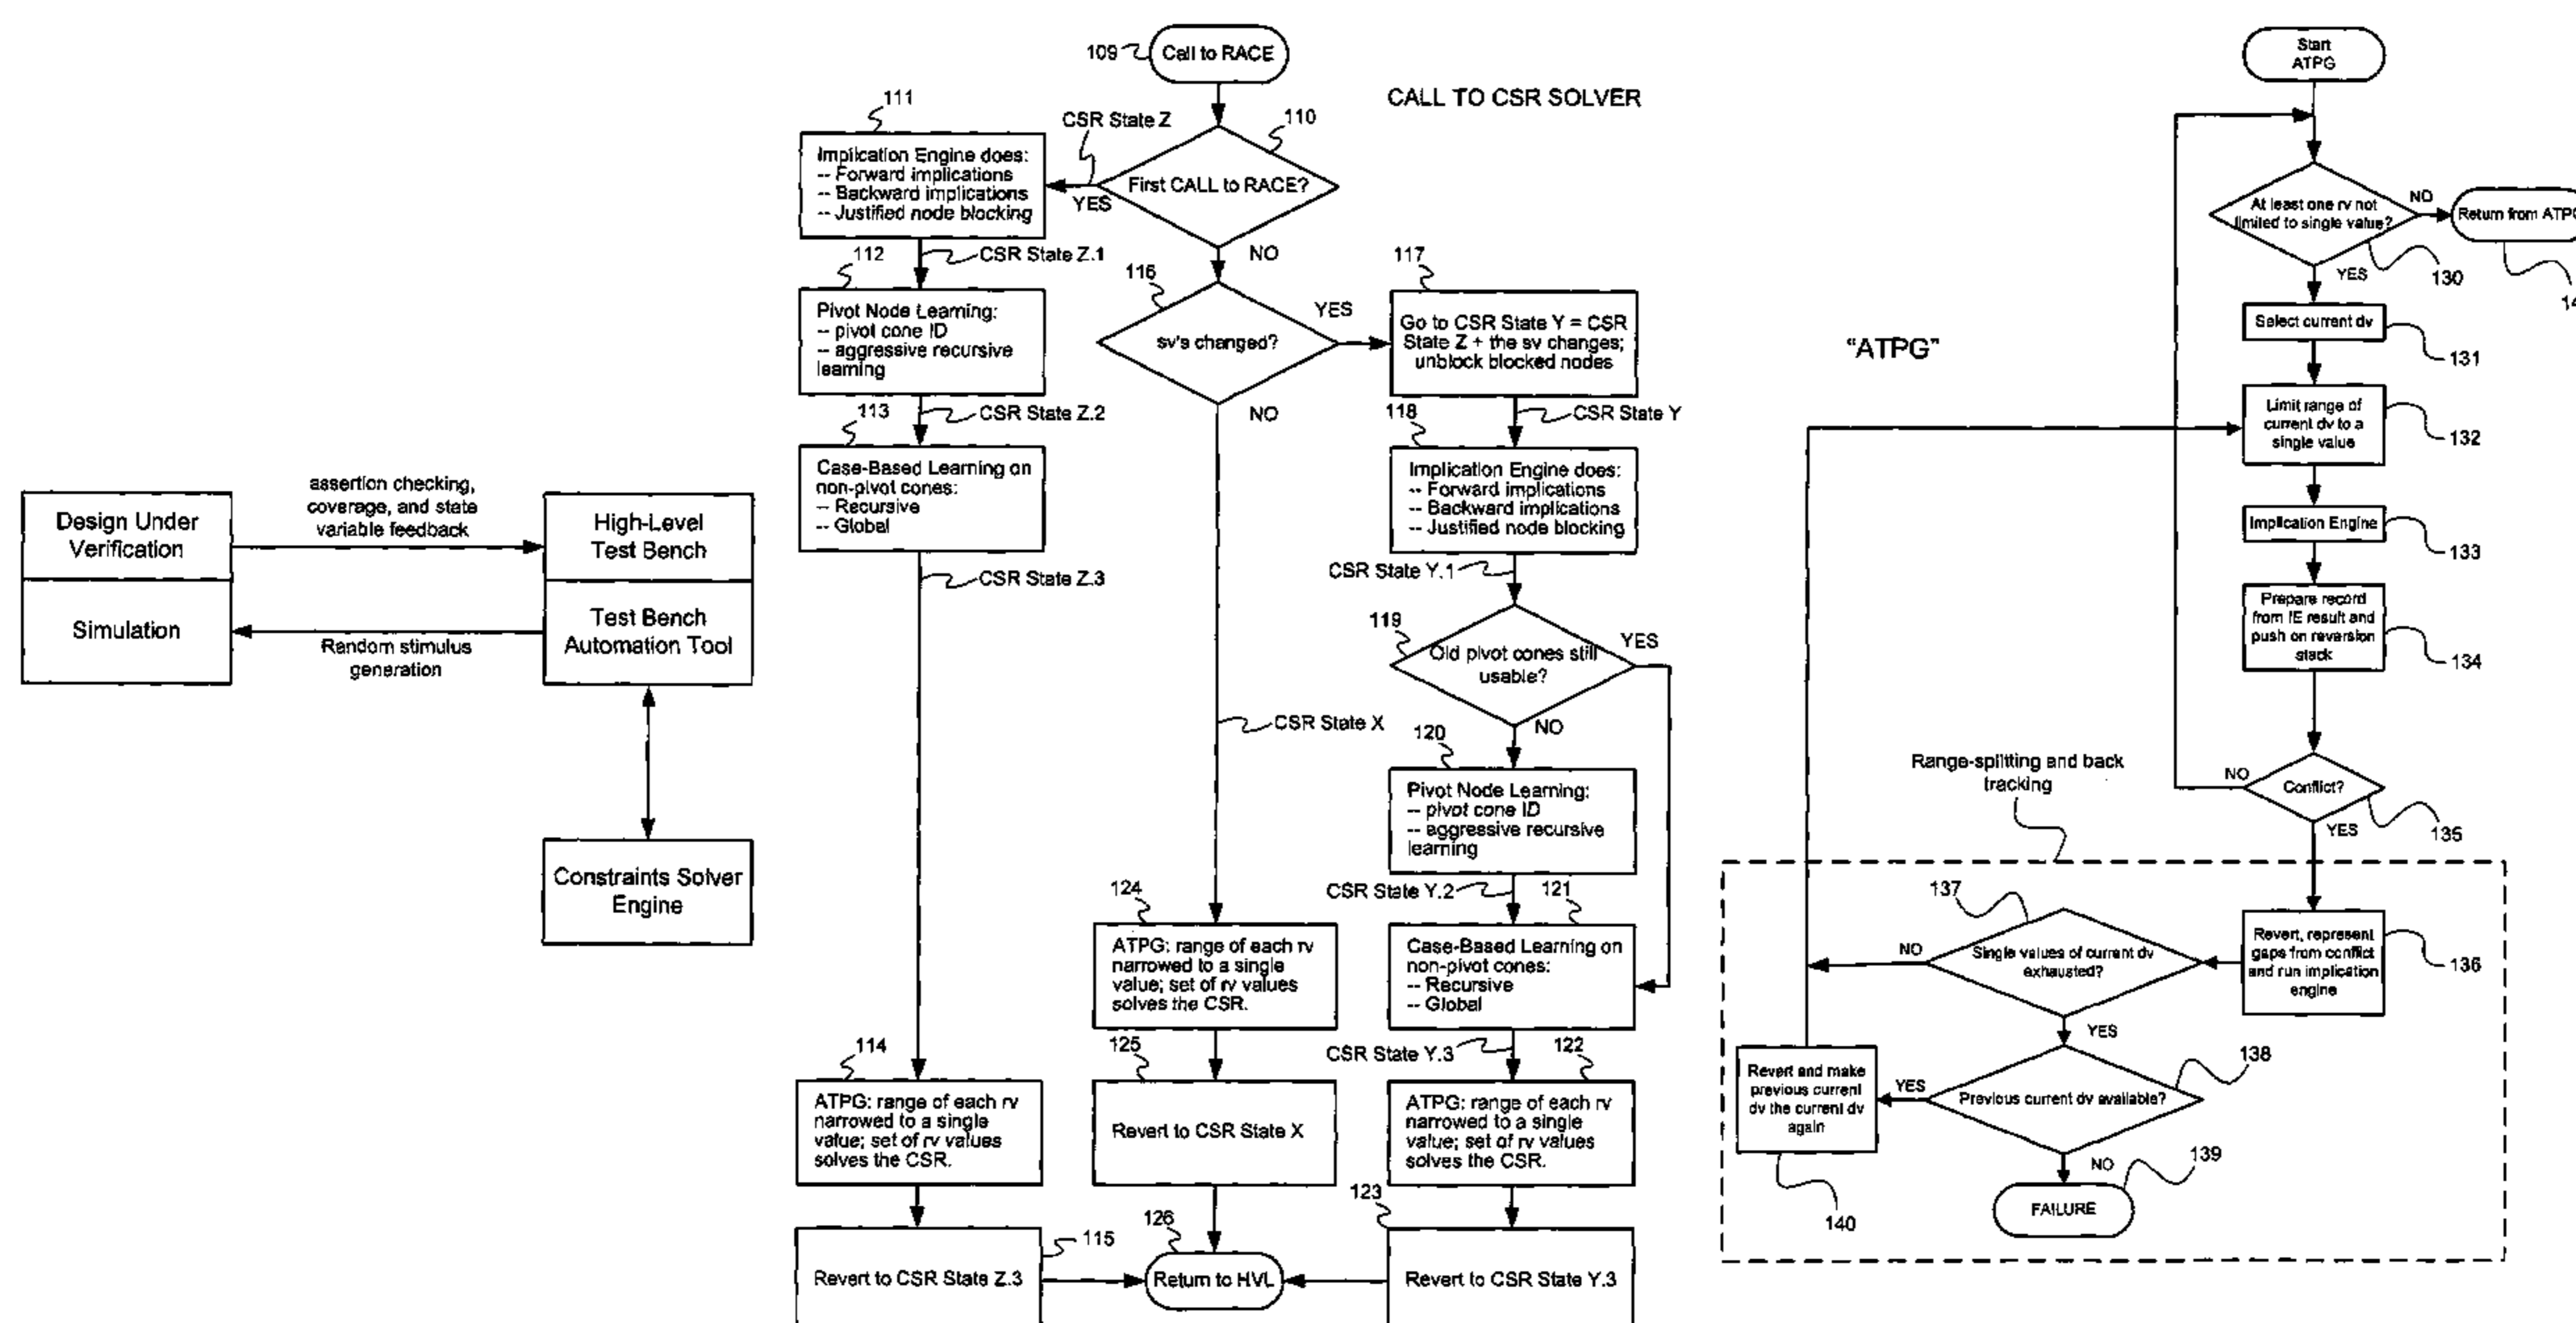 Design Under
Verification
Simulation
assertion checking,
coverage, and state
variable feedback
Random stimulus
generation
High-Level
Test Bench
Test Bench
Automation Tool
Constraints Solver
Engine
CALL TO CSR SOLVER
109
Call to RACE
110
First CALL to RACE?
CSR State Z
YES
NO
111
Implication Engine does:
-- Forward implications
-- Backward implications
-- Justified node blocking
CSR State Z.1
112
Pivot Node Learning:
-- pivot cone ID
-- aggressive recursive
learning
CSR State Z.2
113
Case-Based Learning on
non-pivot cones:
-- Recursive
-- Global
CSR State Z.3
114
ATPG: range of each rv
narrowed to a single
value; set of rv values
solves the CSR.
115
Revert to CSR State Z.3
116
sv's changed?
YES
NO
CSR State X
124
ATPG: range of each rv
narrowed to a single
value; set of rv values
solves the CSR.
125
Revert to CSR State X
126
Return to HVL
117
Go to CSR State Y = CSR
State Z + the sv changes;
unblock blocked nodes
CSR State Y
118
Implication Engine does:
-- Forward implications
-- Backward implications
-- Justified node blocking
CSR State Y.1
119
Old pivot cones still
usable?
YES
NO
120
Pivot Node Learning:
-- pivot cone ID
-- aggressive recursive
learning
CSR State Y.2
121
Case-Based Learning on
non-pivot cones:
-- Recursive
-- Global
CSR State Y.3
122
ATPG: range of each rv
narrowed to a single
value; set of rv values
solves the CSR.
123
Revert to CSR State Y.3
"ATPG"
Start
ATPG
At least one rv not
limited to single value?
NO
Return from ATPG
YES
130
Select current dv
131
Limit range of
current dv to a
single value
132
Implication Engine
133
Prepare record
from IE result and
push on reversion
stack
134
Conflict?
NO
YES
135
Range-splitting and back
tracking
Revert, represent
gaps from conflict
and run implication
engine
136
137
Single values of current dv
exhausted?
NO
YES
138
Previous current dv available?
YES
NO
139
FAILURE
Revert and make
previous current
dv the current dv
again
140